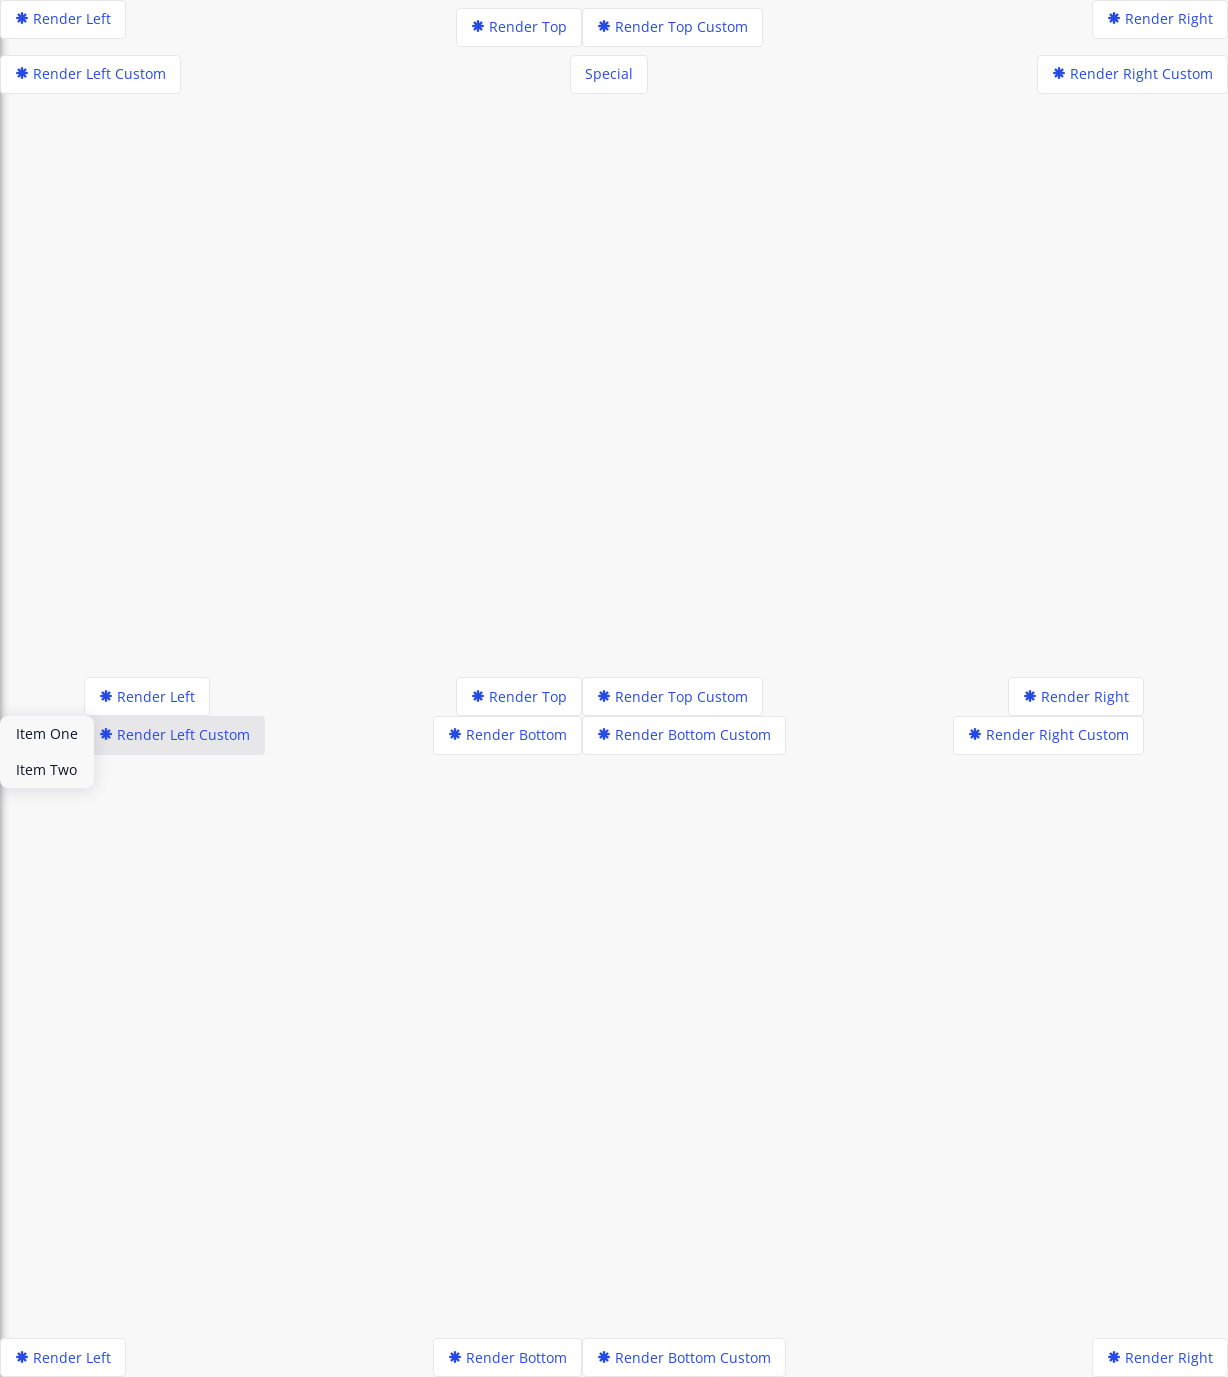 Render Left
Render Top
Render Top Custom
Render Right
Render Left Custom
Special
Render Right Custom
Render Left
Render Top
Render Top Custom
Render Right
Item One
Render Left Custom
Render Bottom
Render Bottom Custom
Render Right Custom
Item Two
Render Left
Render Bottom
Render Bottom Custom
Render Right